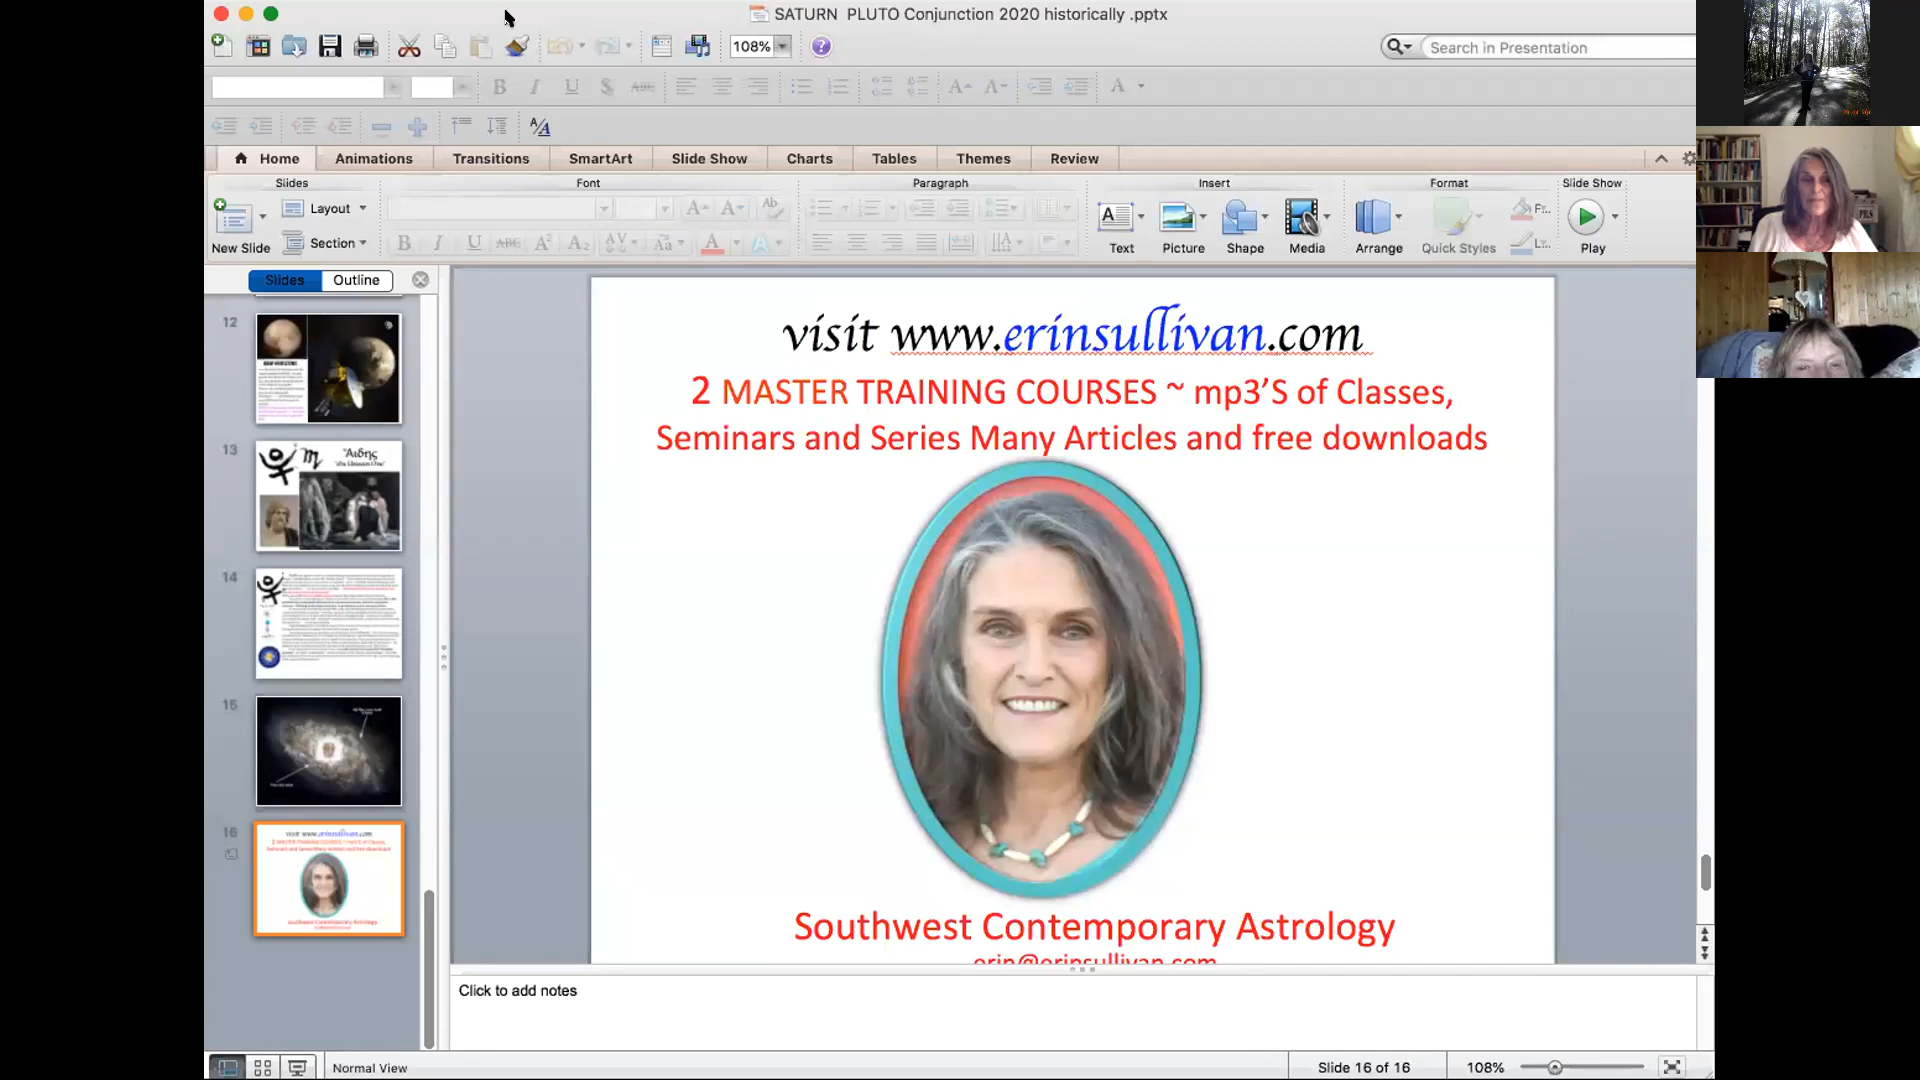 SATURN PLUTO Conjunction 2020 historically .pptx
108%
Search in Presentation
Home
Animations
Transitions
SmartArt
Slide Show
Charts
Tables
Themes
Review
Slides
Font
Paragraph
Insert
Format
Slide Show
New Slide
Layout
Section
Text
Picture
Shape
Media
Arrange
Quick Styles
Play
Slides
Outline
12
13
Ἅιδης
14
15
16
visit www.erinsullivan.com
2 MASTER TRAINING COURSES ~ mp3'S of Classes,
Seminars and Series Many Articles and free downloads
Southwest Contemporary Astrology
erin@erinsullivan.com
Click to add notes
Normal View
Slide 16 of 16
108%